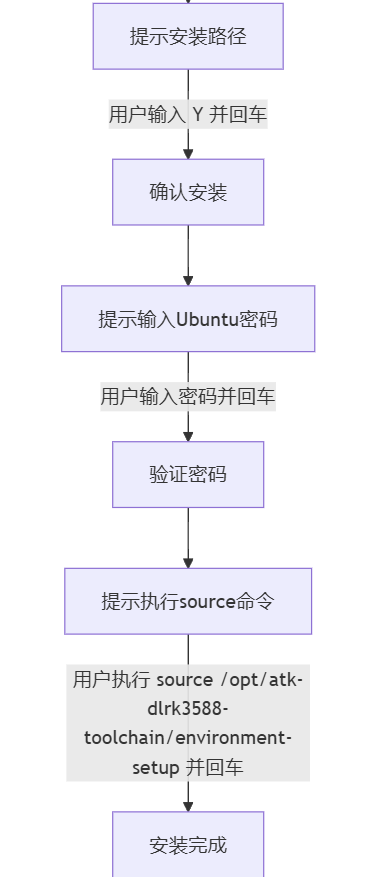 提示安装路径
用户输入 Y 并回车
确认安装
提示输入Ubuntu密码
用户输入密码并回车
验证密码
提示执行source命令
用户执行 source /opt/atk-
dlrk3588-
toolchain/environment-
setup 并回车
安装完成